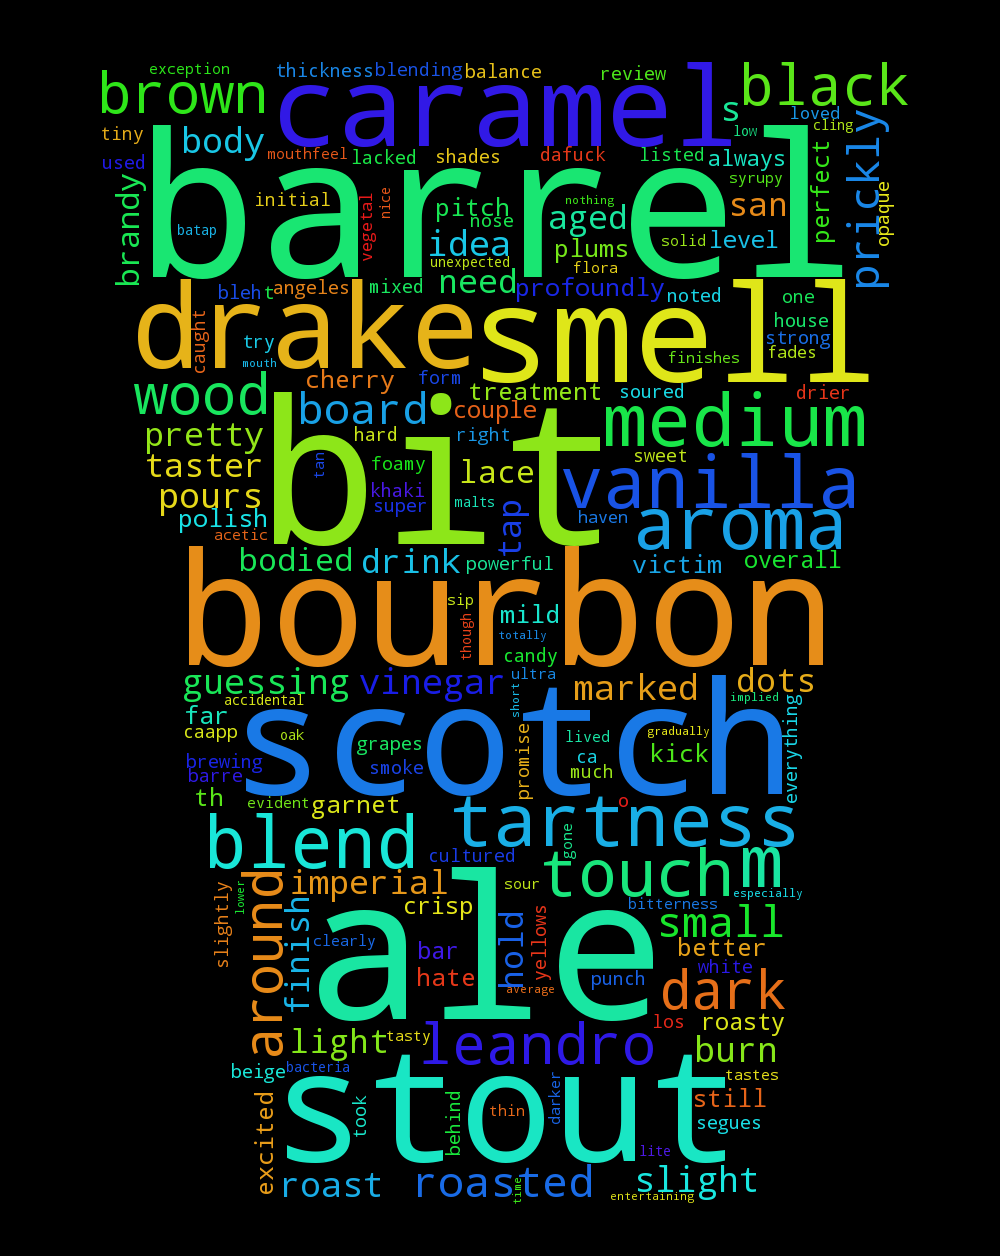 exception thickness blending balance review
brown caramel s black
tiny body mouthfeel lacked shades dafuck listed always low cling loved
used barrel syrupy perfect prickly opaque
brandy batap initial vegetal nice pitch nose idea unexpected nothing aged plums flora solid san level
need profoundly noted one
bleh t angeles mixed house
caught try mouth drake smell finishes strong fades
wood cherry form treatment soured drier
board couple medium
pretty hard right sweet
taster tan bit foamy lace vanilla
pours khaki super malts tap haven aroma
polish acetic
bodied drink powerful victim overall
bourbon sip mild though totally candy
guessing vinegar ultra marked dots
accidental short implied
far scotch
caapp oak grapes promise lived gradually everything
brewing smoke ca much kick
barre
th evident garnet tartness o
blend cultured gone touch m
around slightly lower imperial sour especially
finish crisp bitterness small
clearly ale bar hold yellows better
hate average punch white dark
light tasty leandro los roasty burn
beige bacteria tastes
excited took stout behind thin darker still
segues
lite
roast roasted time slight
entertaining